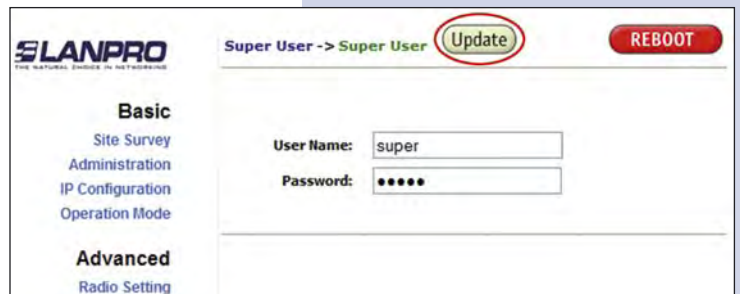 LANPRO
THE NATURAL CHOICE IN NETWORKING
Super User -> Super User
Update
REBOOT
Basic
Site Survey
Administration
IP Configuration
Operation Mode
Advanced
Radio Setting
User Name: super
Password: •••••